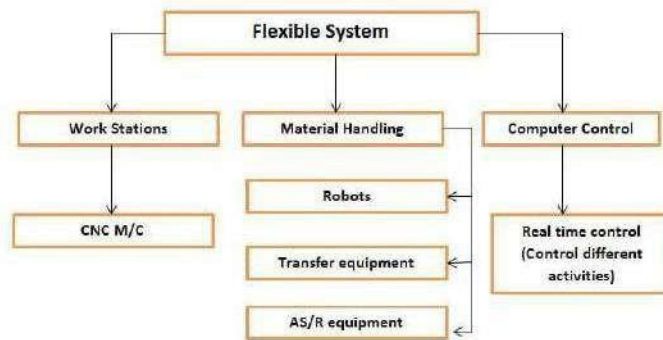 Flexible System
Work Stations
Material Handling
Computer Control
Robots
CNC M/C
Real time control
(Control different
activities)
Transfer equipment
AS/R equipment